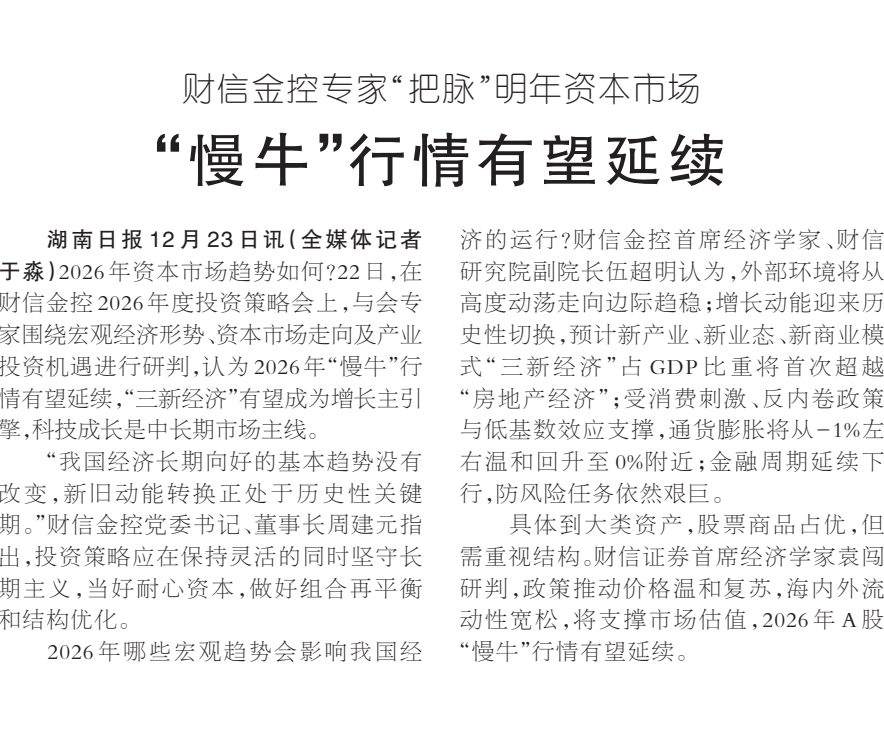 财信金控专家“把脉”明年资本市场
“慢牛”行情有望延续
湖南日报12月23日讯(全媒体记者
于淼)2026年资本市场趋势如何?22日,在
财信金控2026年度投资策略会上,与会专
家围绕宏观经济形势、资本市场走向及产业
投资机遇进行研判,认为2026年“慢牛”行
情有望延续,“三新经济”有望成为增长主引
擎,科技成长是中长期市场主线。
“我国经济长期向好的基本趋势没有
改变,新旧动能转换正处于历史性关键
期。”财信金控党委书记、董事长周建元指
出,投资策略应在保持灵活的同时坚守长
期主义,当好耐心资本,做好组合再平衡
和结构优化。
2026年哪些宏观趋势会影响我国经
济的运行?财信金控首席经济学家、财信
研究院副院长伍超明认为,外部环境将从
高度动荡走向边际趋稳;增长动能迎来历
史性切换,预计新产业、新业态、新商业模
式“三新经济”占GDP比重将首次超越
“房地产经济”;受消费刺激、反内卷政策
与低基数效应支撑,通货膨胀将从-1%左
右温和回升至0%附近;金融周期延续下
行,防风险任务依然艰巨。
具体到大类资产,股票商品占优,但
需重视结构。财信证券首席经济学家袁闯
研判,政策推动价格温和复苏,海内外流
动性宽松,将支撑市场估值,2026年A股
“慢牛”行情有望延续。